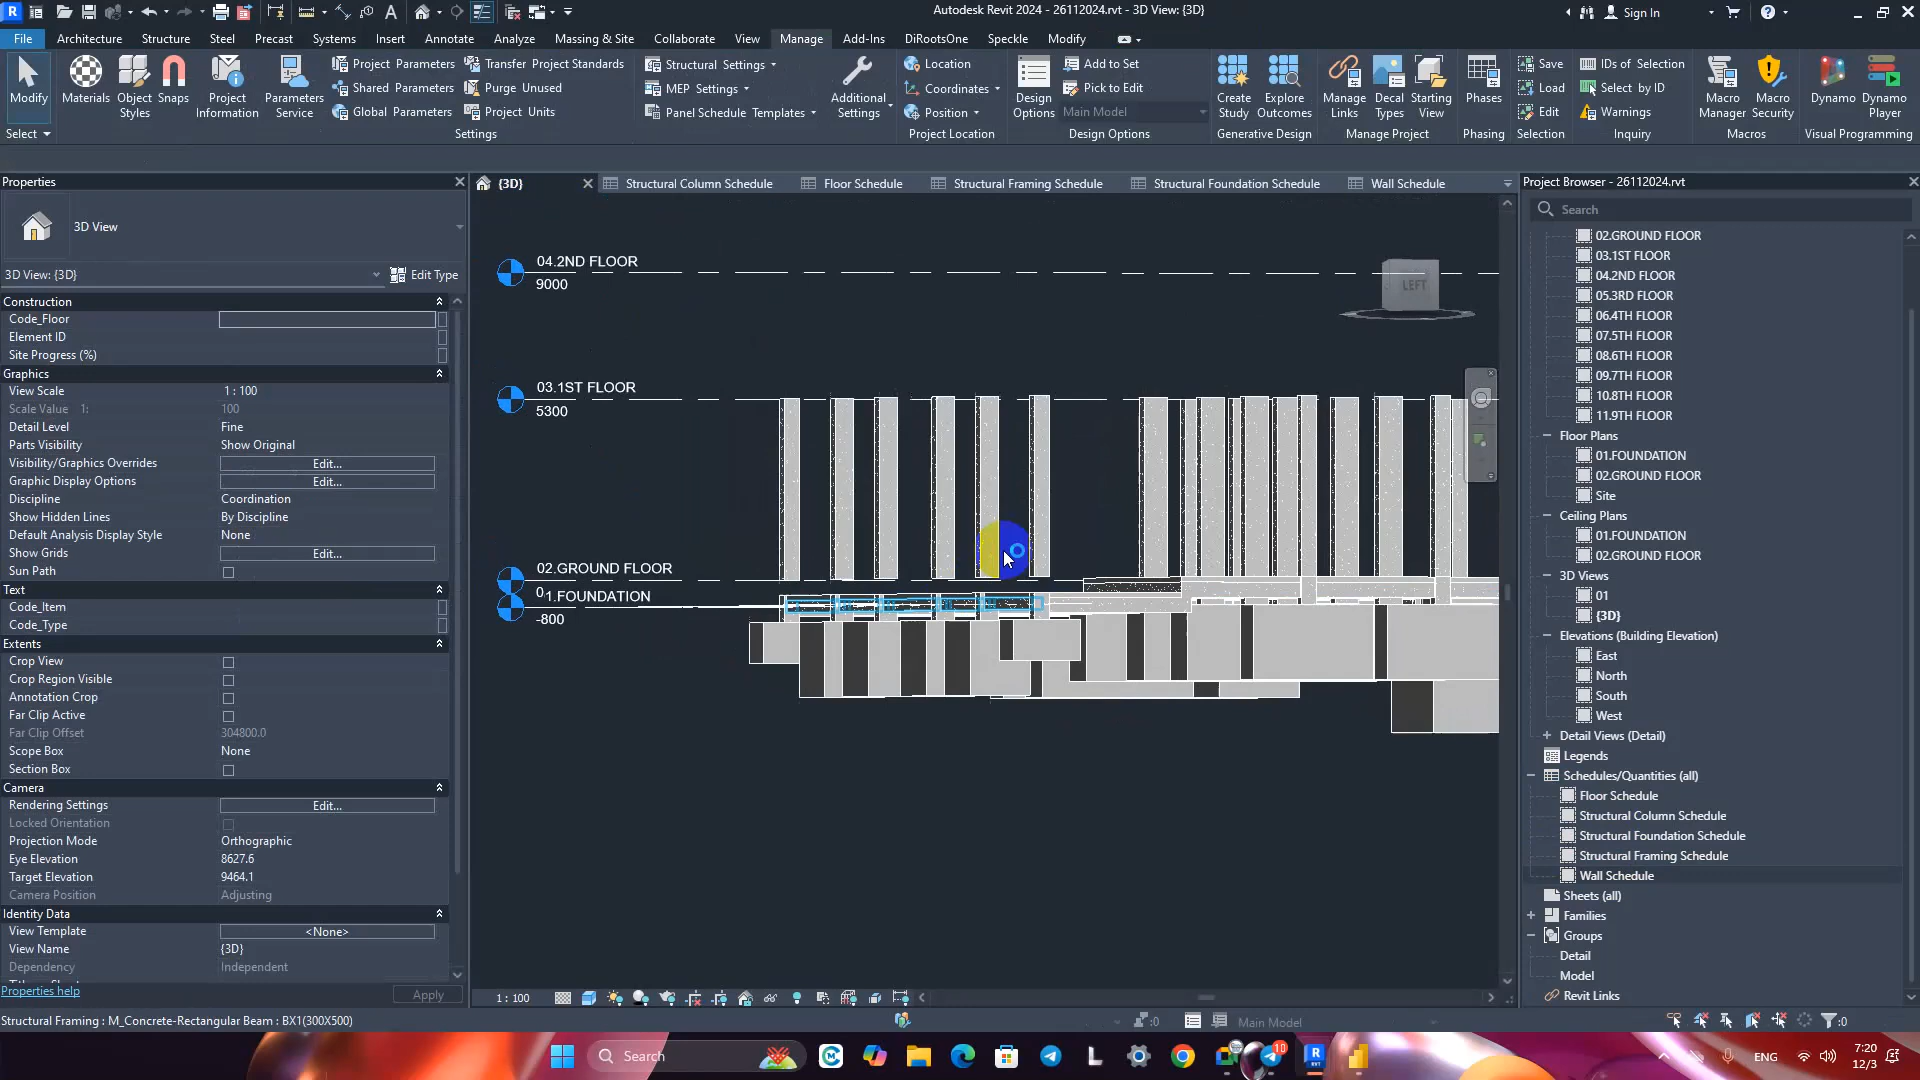 Autodesk Revit 2024 - 26112024.rvt - 3D View: {3D}
Sign In
File Architecture Structure Steel Precast Systems Insert Annotate Analyze Massing & Site Collaborate View Manage Add-Ins DiRootsOne Speckle Modify
Modify
Materials
Object Styles
Snaps
Project Information
Parameters Service
Project Parameters
Shared Parameters
Global Parameters
Transfer Project Standards
Purge Unused
Project Units
Structural Settings
MEP Settings
Panel Schedule Templates
Additional Settings
Location
Coordinates
Position
Design Options
Add to Set
Pick to Edit
Main Model
Create Study
Explore Outcomes
Manage Links
Decal Types
Starting View
Phases
Save
Load
Edit
IDs of Selection
Select by ID
Warnings
Macro Manager
Macro Security
Dynamo
Dynamo Player
Select Settings Project Location Design Options Generative Design Manage Project Phasing Selection Inquiry Macros Visual Programming
Properties
3D View
3D View: {3D} Edit Type
Construction
Code_Floor
Element ID
Site Progress (%)
Graphics
View Scale 1 : 100
Scale Value 1: 100
Detail Level Fine
Parts Visibility Show Original
Visibility/Graphics Overrides Edit...
Graphic Display Options Edit...
Discipline Coordination
Show Hidden Lines By Discipline
Default Analysis Display Style None
Show Grids Edit...
Sun Path
Text
Code_Item
Code_Type
Extents
Crop View
Crop Region Visible
Annotation Crop
Far Clip Active
Far Clip Offset 304800.0
Scope Box None
Section Box
Camera
Rendering Settings Edit...
Locked Orientation
Projection Mode Orthographic
Eye Elevation 8627.6
Target Elevation 9464.1
Camera Position Adjusting
Identity Data
View Template <None>
View Name {3D}
Dependency Independent
Properties help Apply
{3D} Structural Column Schedule Floor Schedule Structural Framing Schedule Structural Foundation Schedule Wall Schedule
04.2ND FLOOR
9000
LEFT
03.1ST FLOOR
5300
02.GROUND FLOOR
0
1.FOUNDATION
-800
1 : 100
Project Browser - 26112024.rvt
Search
02.GROUND FLOOR
03.1ST FLOOR
04.2ND FLOOR
05.3RD FLOOR
06.4TH FLOOR
07.5TH FLOOR
08.6TH FLOOR
09.7TH FLOOR
10.8TH FLOOR
11.9TH FLOOR
Floor Plans
01.FOUNDATION
02.GROUND FLOOR
Site
Ceiling Plans
01.FOUNDATION
02.GROUND FLOOR
3D Views
01
{3D}
Elevations (Building Elevation)
East
North
South
West
Detail Views (Detail)
Legends
Schedules/Quantities (all)
Floor Schedule
Structural Column Schedule
Structural Foundation Schedule
Structural Framing Schedule
Wall Schedule
Sheets (all)
Families
Groups
Detail
Model
Revit Links
Structural Framing : M_Concrete-Rectangular Beam : BX1(300X500)
:0 Main Model :0
Search
10
ENG
7:20
12/3